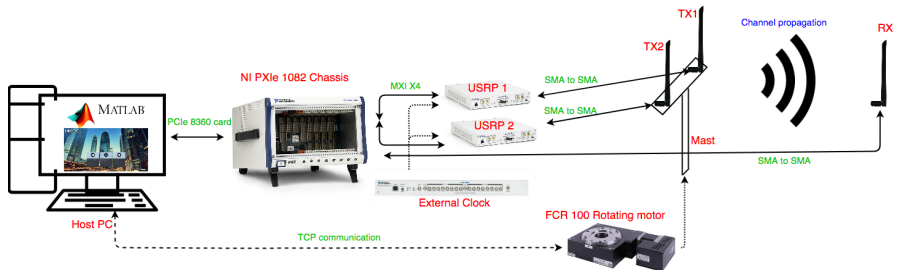 TX1
Channel propagation
RX
TX2
NI PXIe 1082 Chassis
MATLAB
MXI X4
USRP 1
SMA to SMA
PCIe 8360 card
SMA to SMA
USRP 2
Mast
SMA to SMA
External Clock
Host PC
FCR 100 Rotating motor
TCP communication